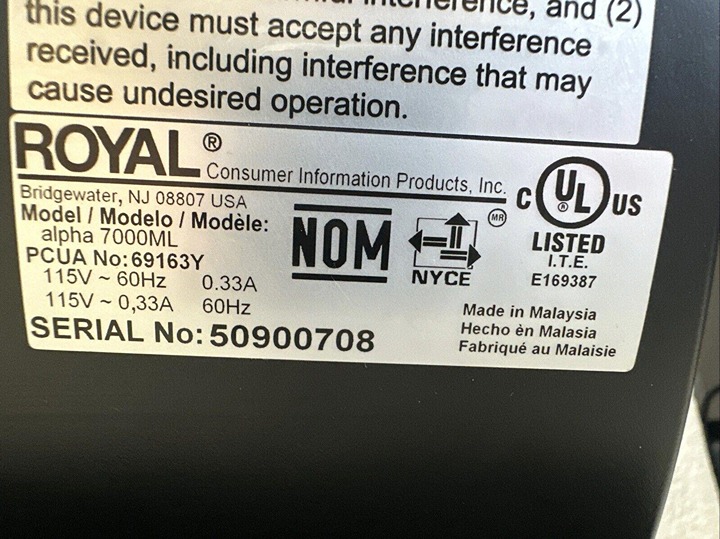 interference, and (2)
this device must accept any interference
received, including interference that may
cause undesired operation.
ROYAL®
Consumer Information Products, Inc.
Bridgewater, NJ 08807 USA
Model / Modelo / Modèle:
alpha 7000ML
PCUA No: 69163Y
115V ~ 60Hz 0.33A
115V ~ 0,33A 60Hz
SERIAL No: 50900708
NOM
NYCE
MR
C UL® US
LISTED
I.T.E.
E169387
Made in Malaysia
Hecho èn Malasia
Fabriqué au Malaisie